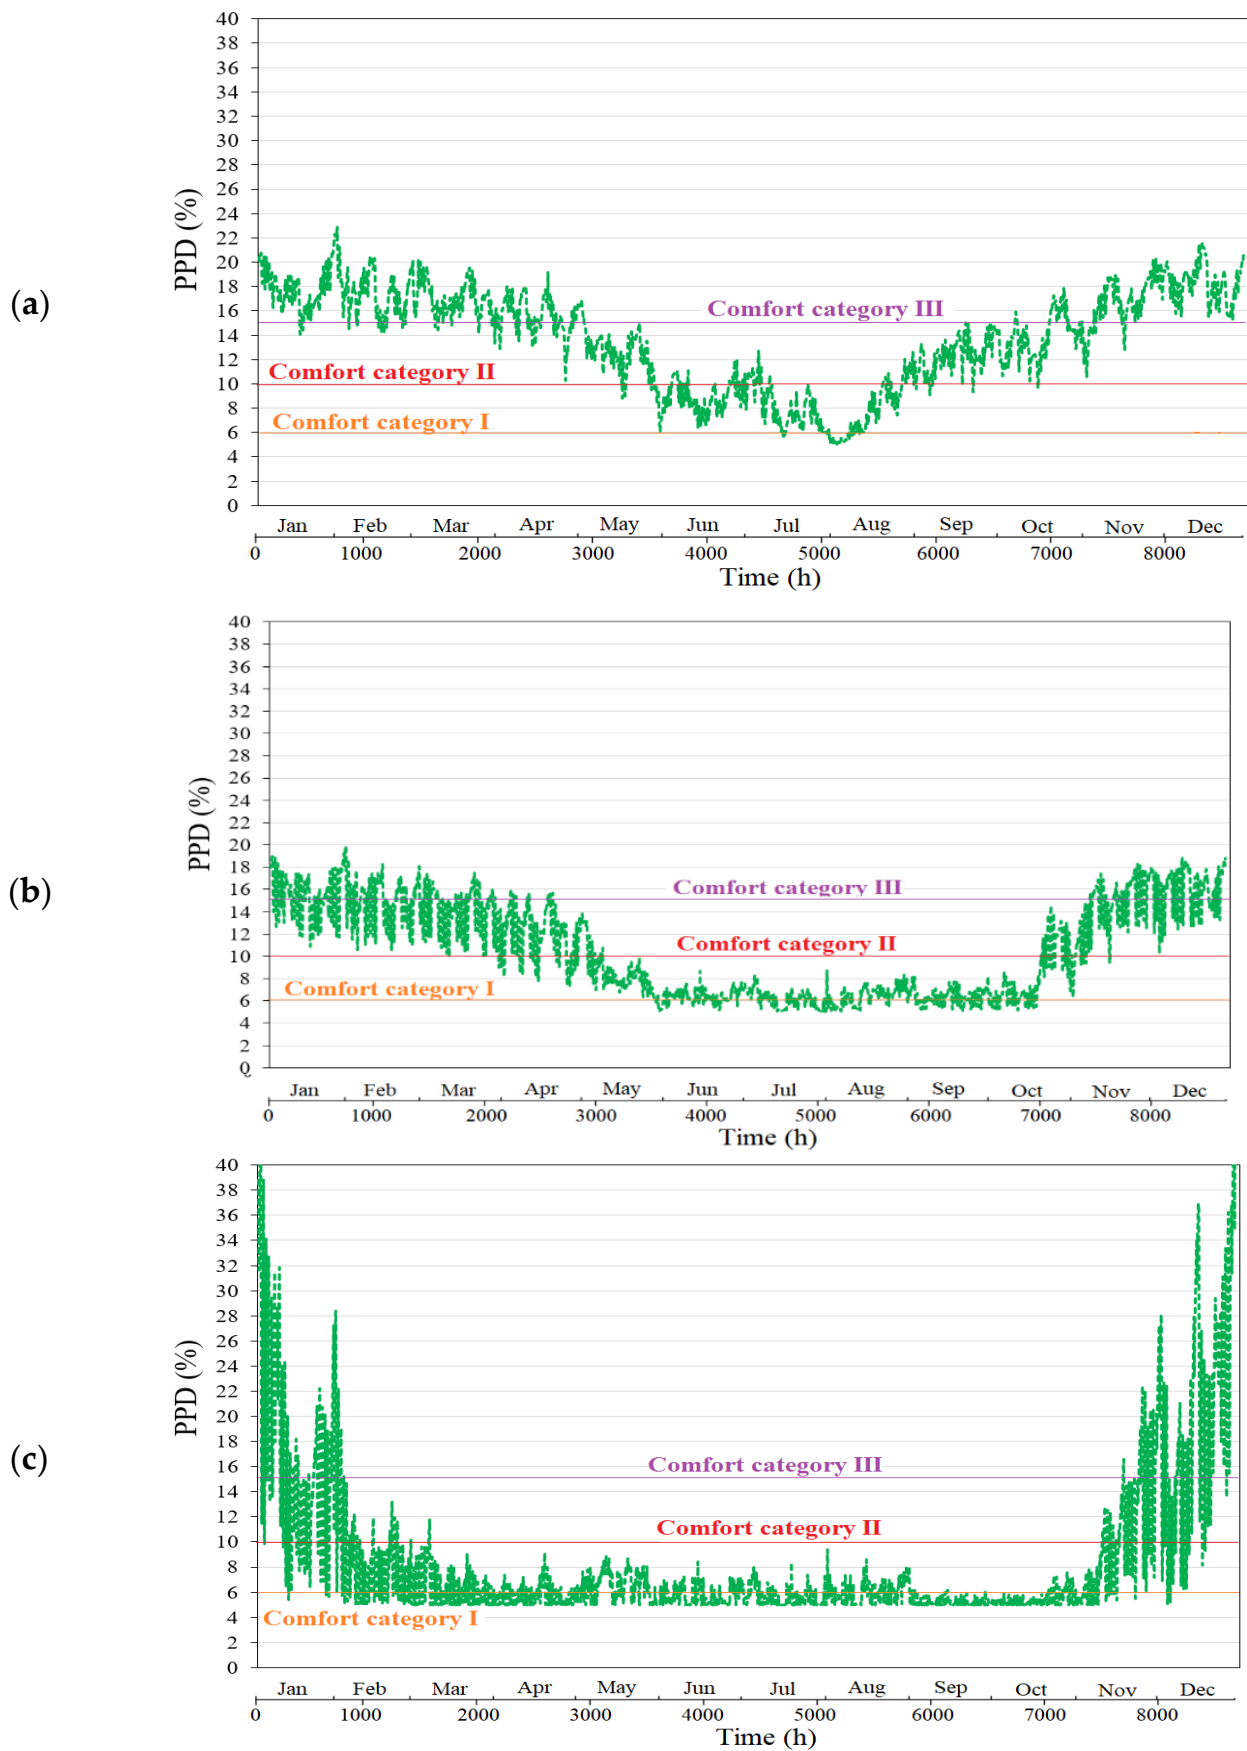 40
38
36
34
32
30
28
26
24
22
20
18
16
14
12
10
8
6
4
2
0
PPD (%)
(a)
Comfort category III
Comfort category II
Comfort category I
Jan Feb Mar Apr May Jun Jul Aug Sep Oct Nov Dec
0 1000 2000 3000 4000 5000 6000 7000 8000
Time (h)
40
38
36
34
32
30
28
26
24
22
20
18
16
14
12
10
8
6
4
2
0
PPD (%)
(b)
Comfort category III
Comfort category II
Comfort category I
Jan Feb Mar Apr May Jun Jul Aug Sep Oct Nov Dec
0 1000 2000 3000 4000 5000 6000 7000 8000
Time (h)
40
38
36
34
32
30
28
26
24
22
20
18
16
14
12
10
8
6
4
2
0
PPD (%)
(c)
Comfort category III
Comfort category II
Comfort category I
Jan Feb Mar Apr May Jun Jul Aug Sep Oct Nov Dec
0 1000 2000 3000 4000 5000 6000 7000 8000
Time (h)